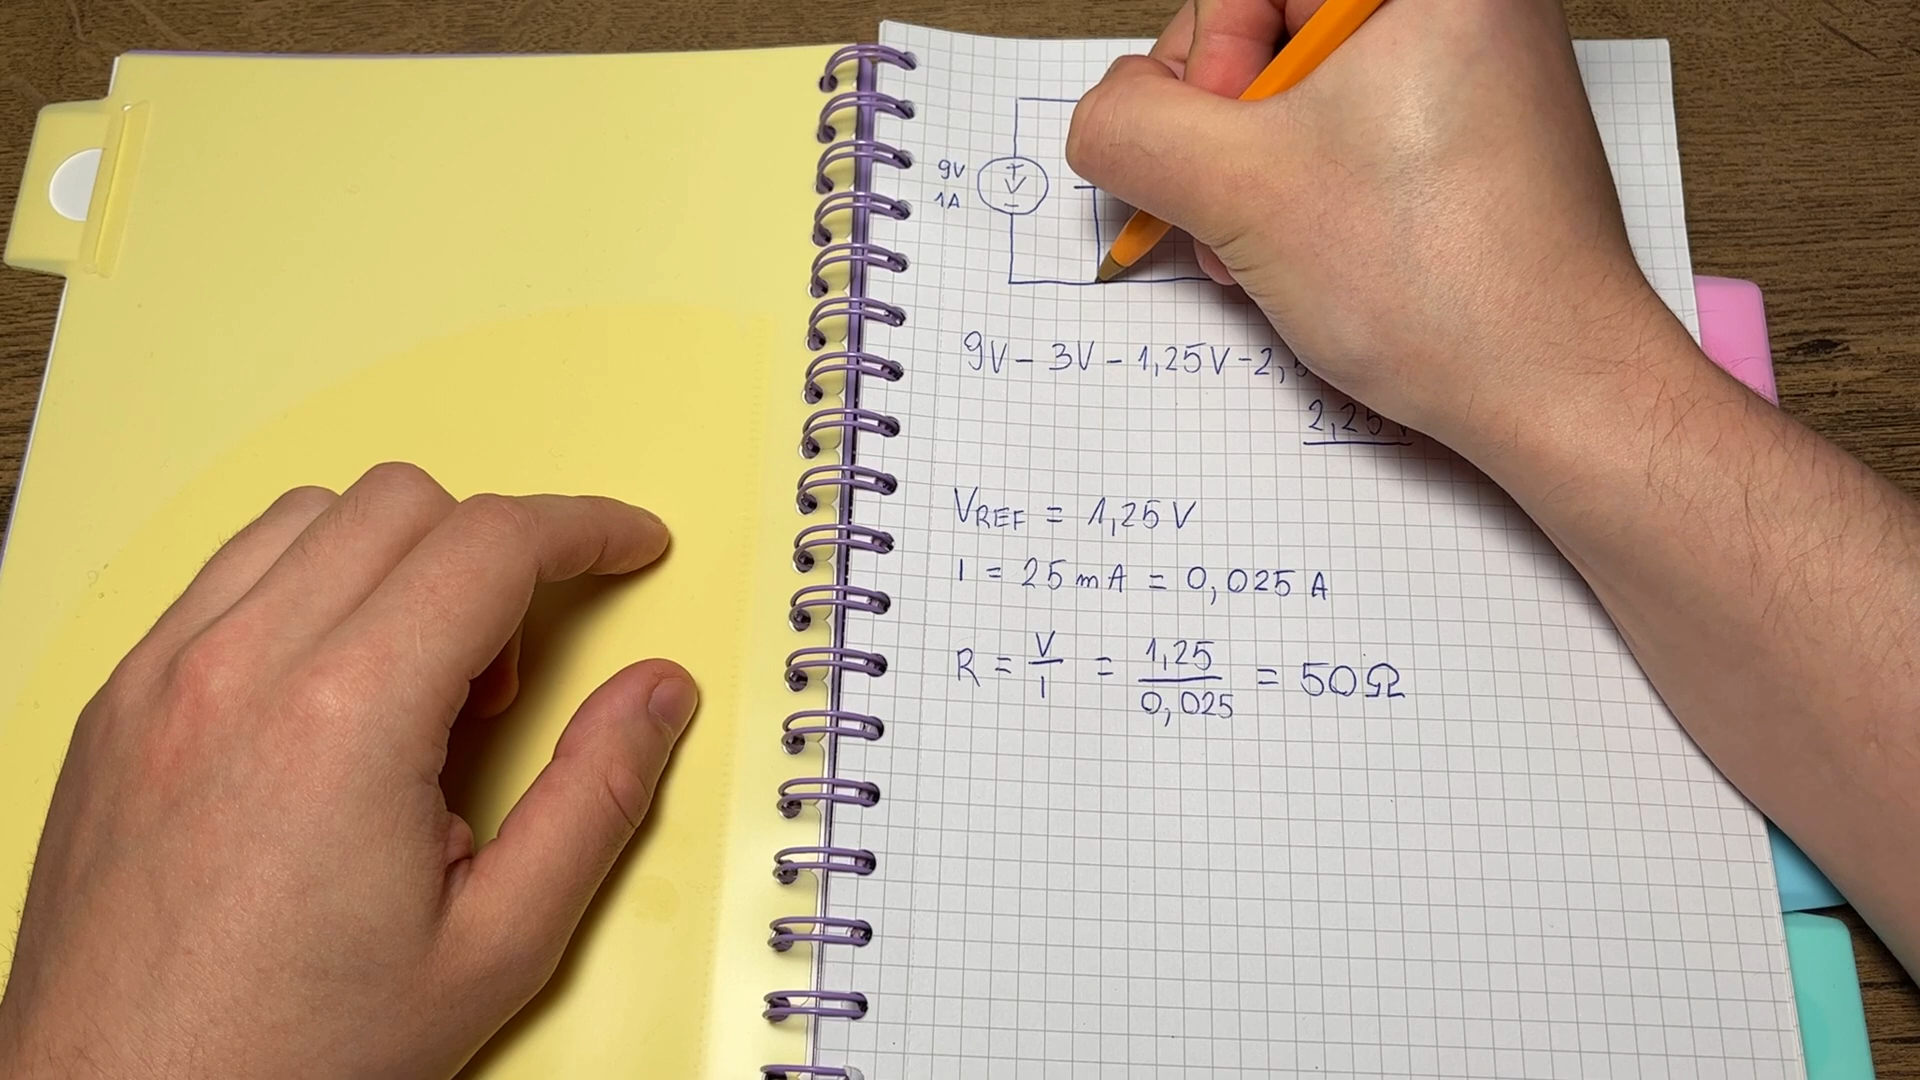 9V
1A
+
V
-
9V - 3V - 1,25V - 2,5
2,25 V
VREF = 1,25 V
I = 25 mA = 0,025 A
R = V/I = 1,25/0,025 = 50Ω